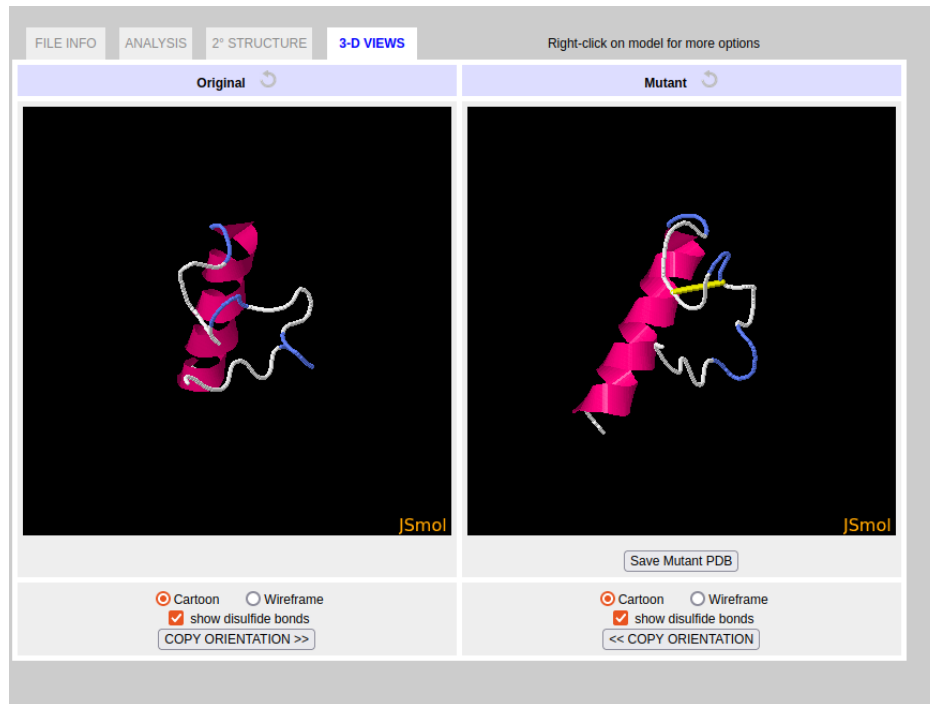 FILE INFO ANALYSIS 2° STRUCTURE 3-D VIEWS Right-click on model for more options
Original Mutant
JSmol JSmol
Save Mutant PDB
Cartoon Wireframe Cartoon Wireframe
show disulfide bonds show disulfide bonds
COPY ORIENTATION >> << COPY ORIENTATION